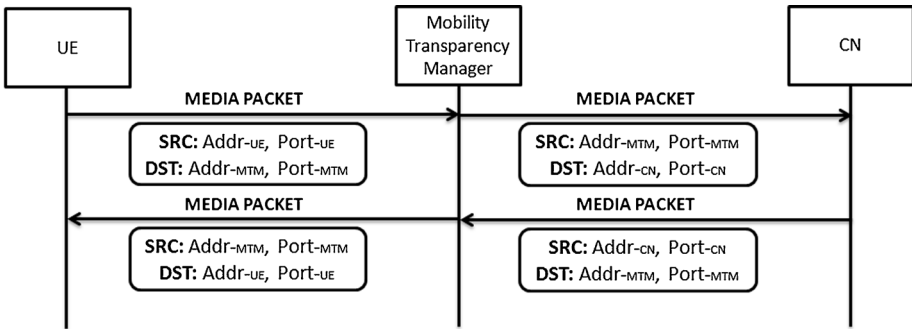 UE
Mobility
Transparency
Manager
CN
MEDIA PACKET
MEDIA PACKET
SRC: Addr-UE, Port-UE
DST: Addr-MTM, Port-MTM
SRC: Addr-MTM, Port-MTM
DST: Addr-CN, Port-CN
MEDIA PACKET
MEDIA PACKET
SRC: Addr-MTM, Port-MTM
DST: Addr-UE, Port-UE
SRC: Addr-CN, Port-CN
DST: Addr-MTM, Port-MTM